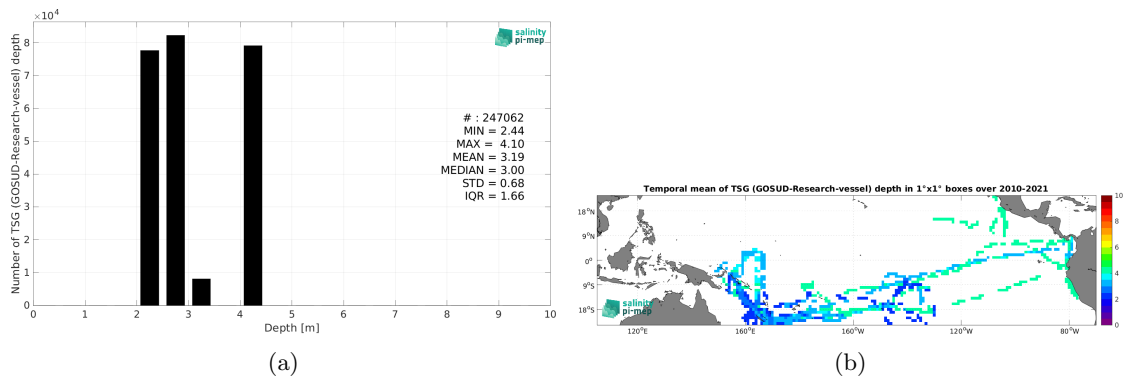 ×10⁴
salinity
pi-mep
Number of TSG (GOSUD-Research-vessel) depth
8
7
6
5
4
3
2
1
0
# : 247062
MIN = 2.44
MAX = 4.10
MEAN = 3.19
MEDIAN = 3.00
STD = 0.68
IQR = 1.66
0 1 2 3 4 5 6 7 8 9 10
Depth [m]
(a)
Temporal mean of TSG (GOSUD-Research-vessel) depth in 1°x1° boxes over 2010-2021
18°N
9°N
0°
9°S
18°S
salinity
pi-mep
120°E 160°E 160°W 120°W 80°W
10
8
6
4
2
0
(b)